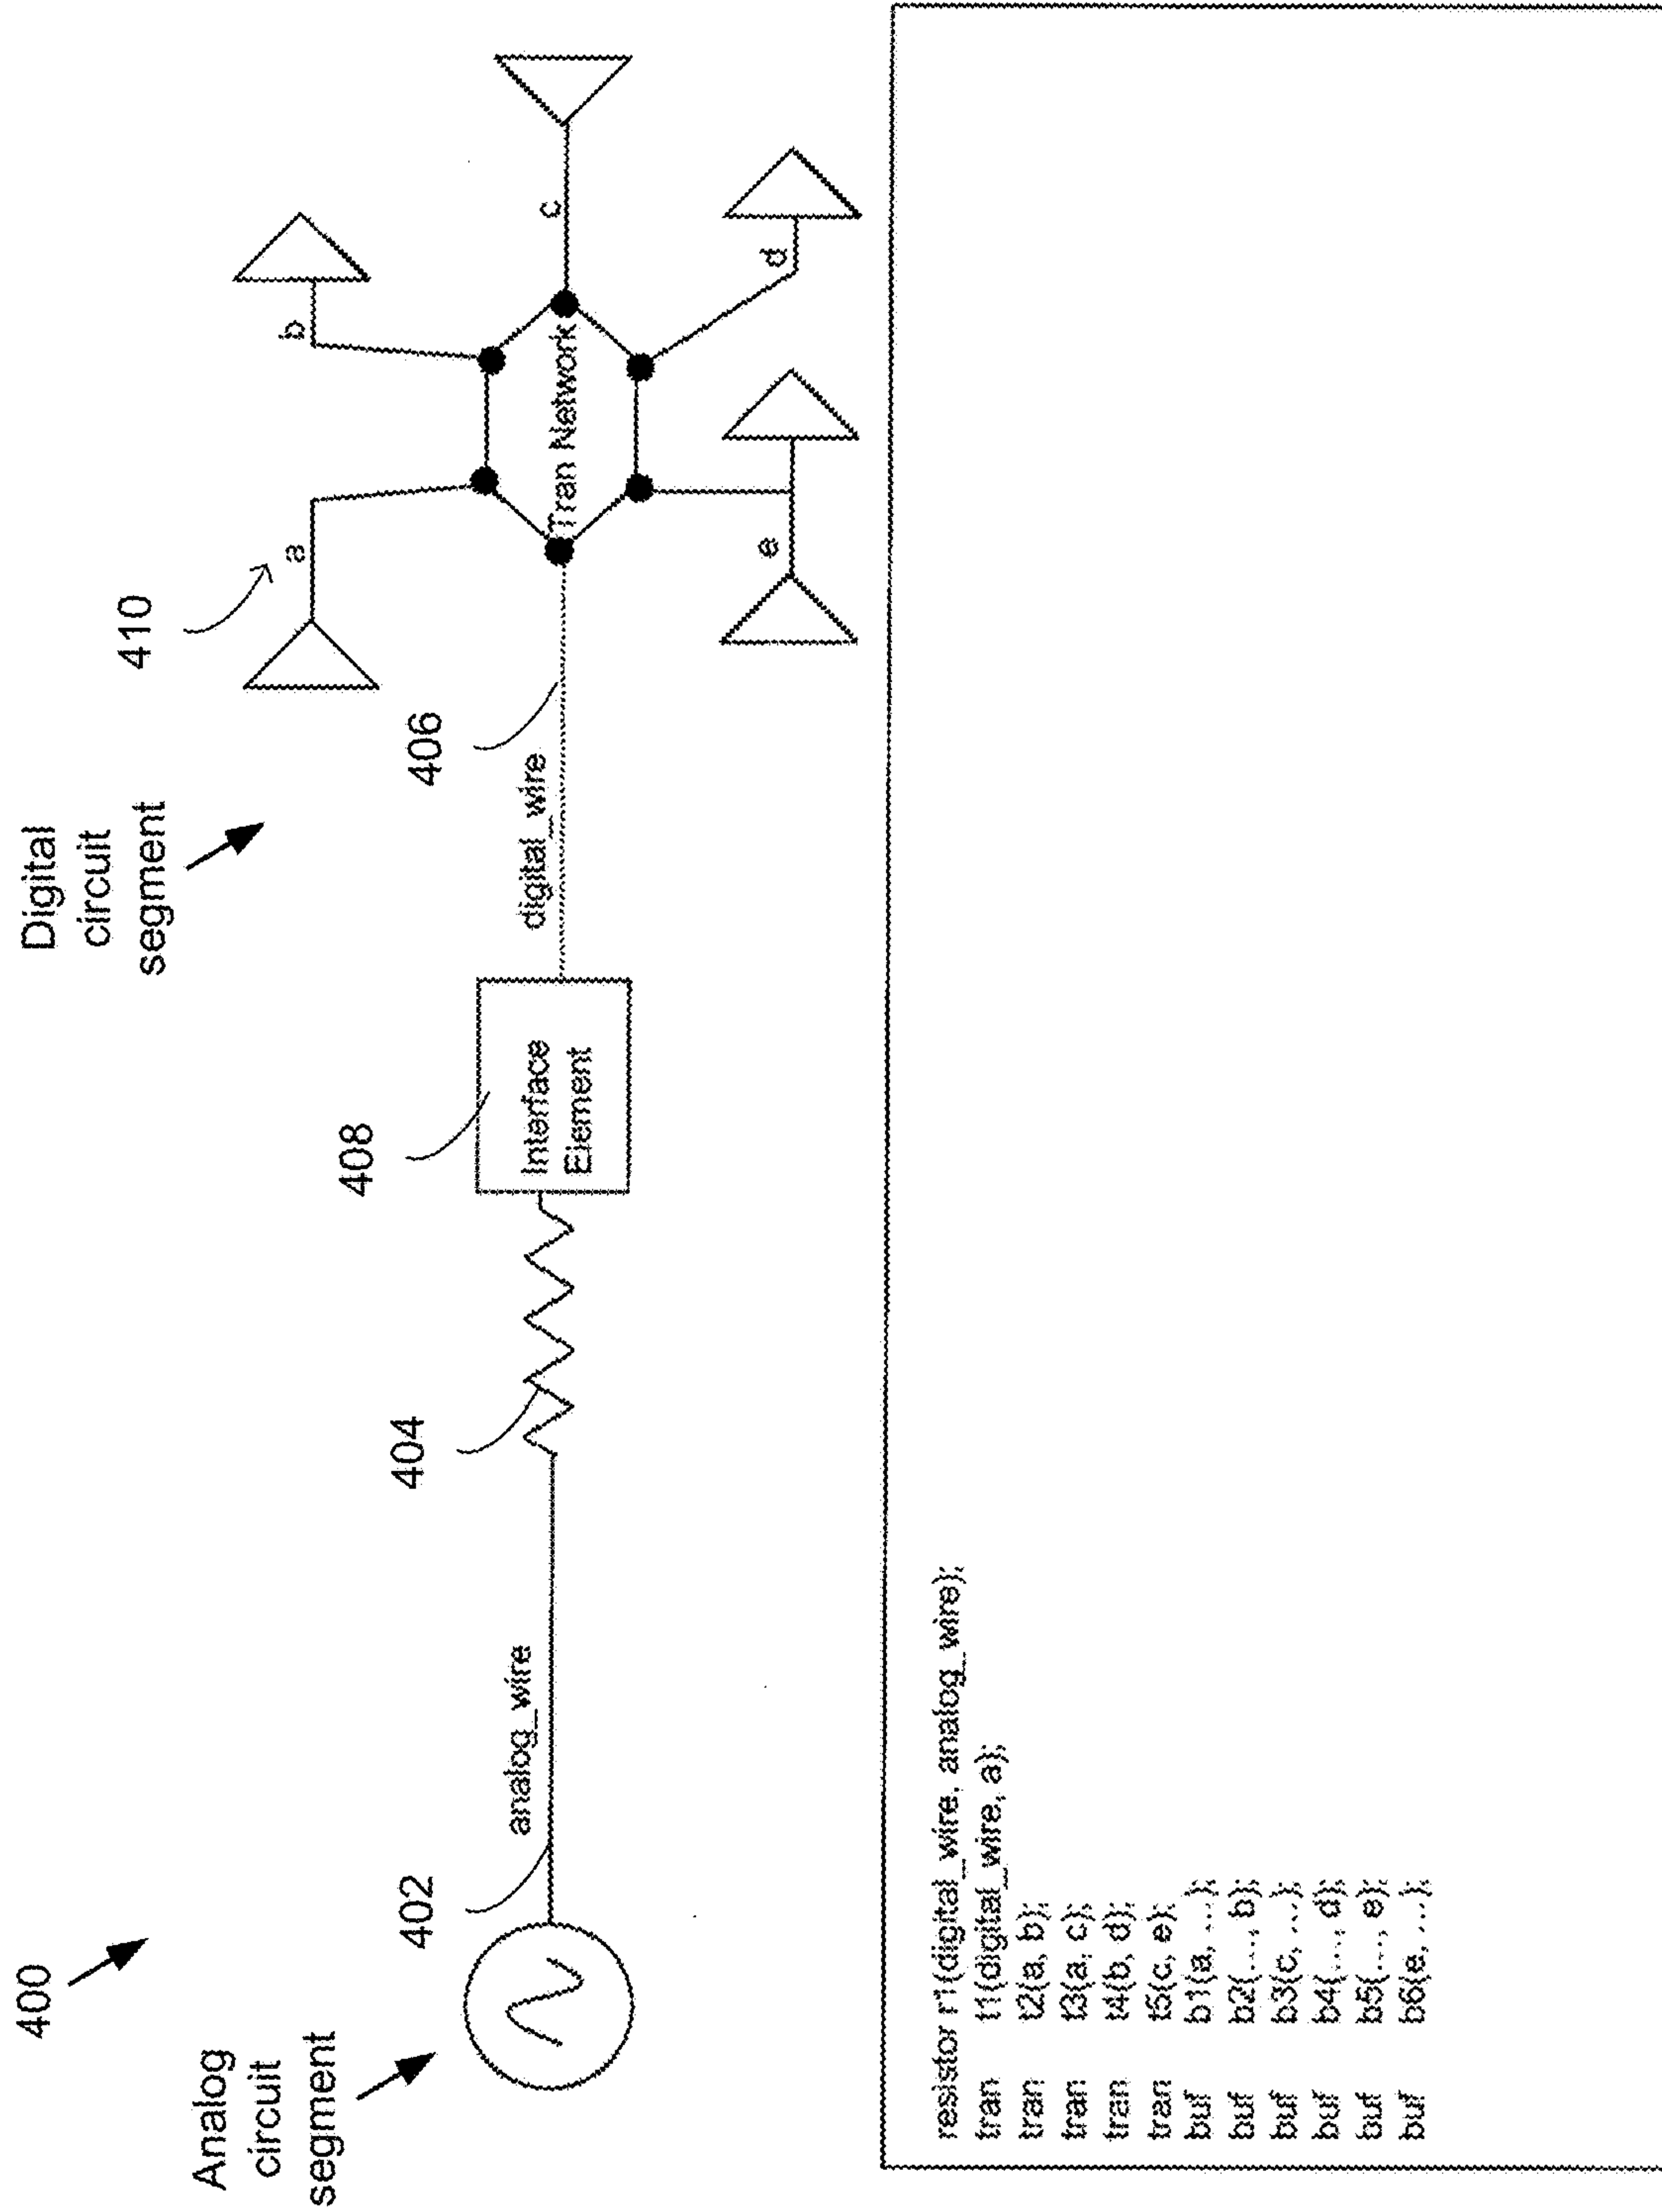 400
Analog
circuit
segment
402
analog_wire
404
408
Interface
Element
Digital
circuit
segment
406
digital_wire
410
a
b
c
d
e
Tran Network
resistor r1(digital_wire, analog_wire);
tran t1(digital_wire, a);
tran t2(a, b);
tran t3(a, c);
tran t4(b, d);
tran t5(c, e);
buf b1(a, ...);
buf b2(..., b);
buf b3(c, ...);
buf b4(..., d);
buf b5(..., e);
buf b6(e, ...);